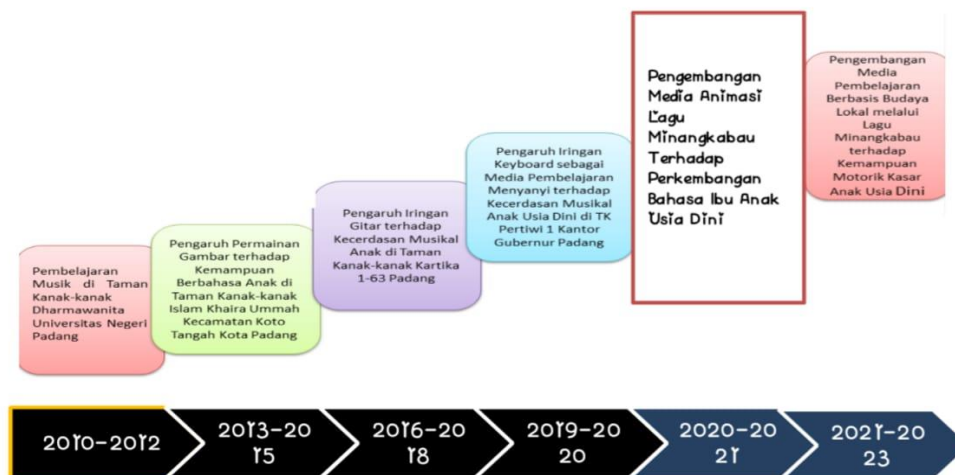 Pembelajaran
Musik di Taman
Kanak-kanak
Dharmawanita
Universitas Negeri
Padang
Pengaruh Permainan
Gambar terhadap
Kemampuan
Berbahasa Anak di
Taman Kanak-kanak
Islam Khaira Ummah
Kecamatan Koto
Tangah Kota Padang
Pengaruh Iringan
Gitar terhadap
Kecerdasan Musikal
Anak di Taman
Kanak-kanak Kartika
1-63 Padang
Pengaruh Iringan
Keyboard sebagai
Media Pembelajaran
Menyanyi terhadap
Kecerdasan Musikal
Anak Usia Dini di TK
Pertiwi 1 Kantor
Gubernur Padang
Pengembangan
Media Animasi
Lagu
Minangkabau
Terhadap
Perkembangan
Bahasa Ibu Anak
Usia Dini
Pengembangan
Media
Pembelajaran
Berbasis Budaya
Lokal melalui
Lagu
Minangkabau
terhadap
Kemampuan
Motorik Kasar
Anak Usia Dini
2010-2012
2013-20
15
2016-20
18
2019-20
20
2020-20
21
2021-20
23